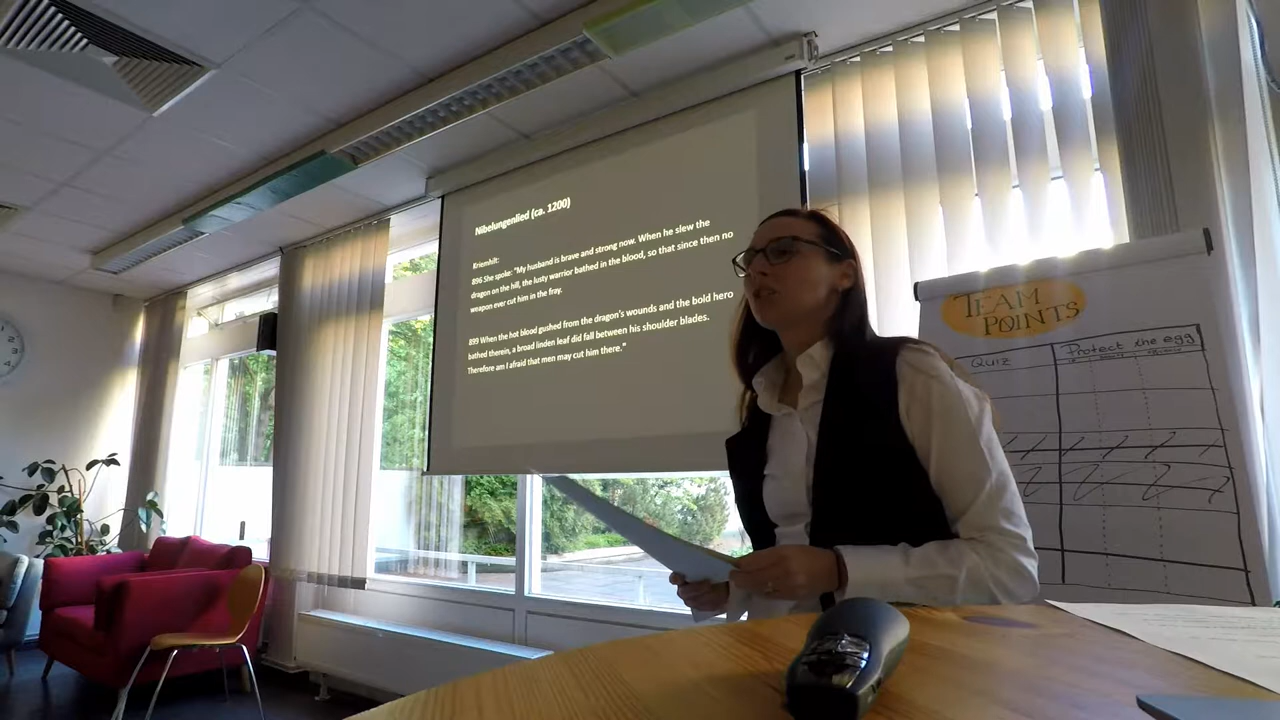 Nibelungenlied (ca. 1200)
Kriemhilt:
896 She spoke: "My husband is brave and strong now. When he slew the
dragon on the hill, the lusty warrior bathed in the blood, so that since then no
weapon ever cut him in the fray.
899 When the hot blood gushed from the dragon's wounds and the bold hero
bathed therein, a broad linden leaf did fall between his shoulder blades.
Therefore am I afraid that men may cut him there."
TEAM
POINTS
Quiz
Protect the egg